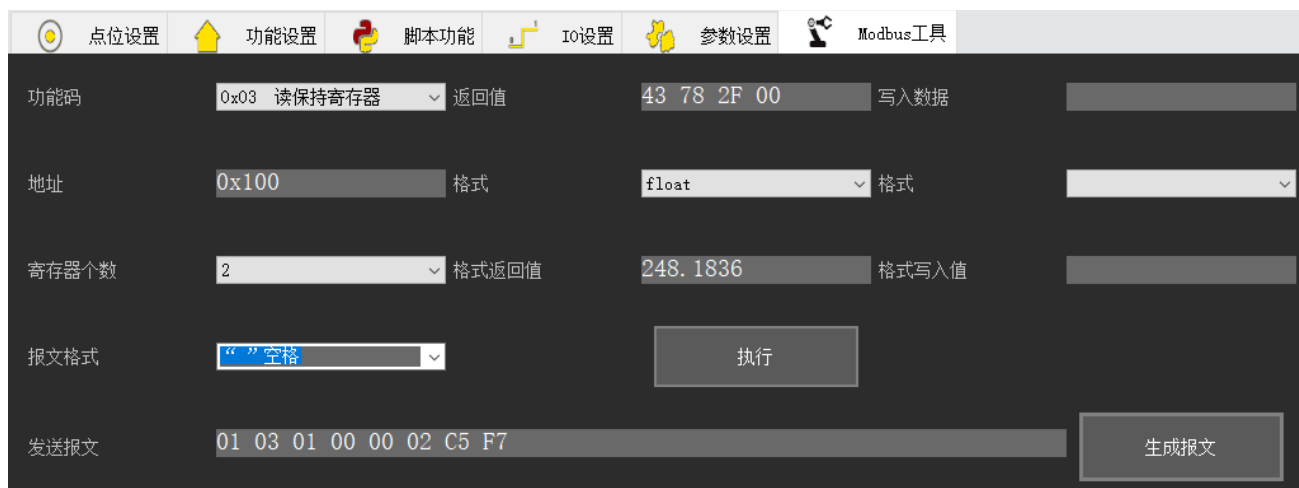 点位设置 功能设置 脚本功能 IO设置 参数设置 Modbus工具
功能码 0x03 读保持寄存器 返回值 43 78 2F 00 写入数据
地址 0x100 格式 float 格式
寄存器个数 2 格式返回值 248.1836 格式写入值
报文格式 “ ”空格 执行
发送报文 01 03 01 00 00 02 C5 F7 生成报文